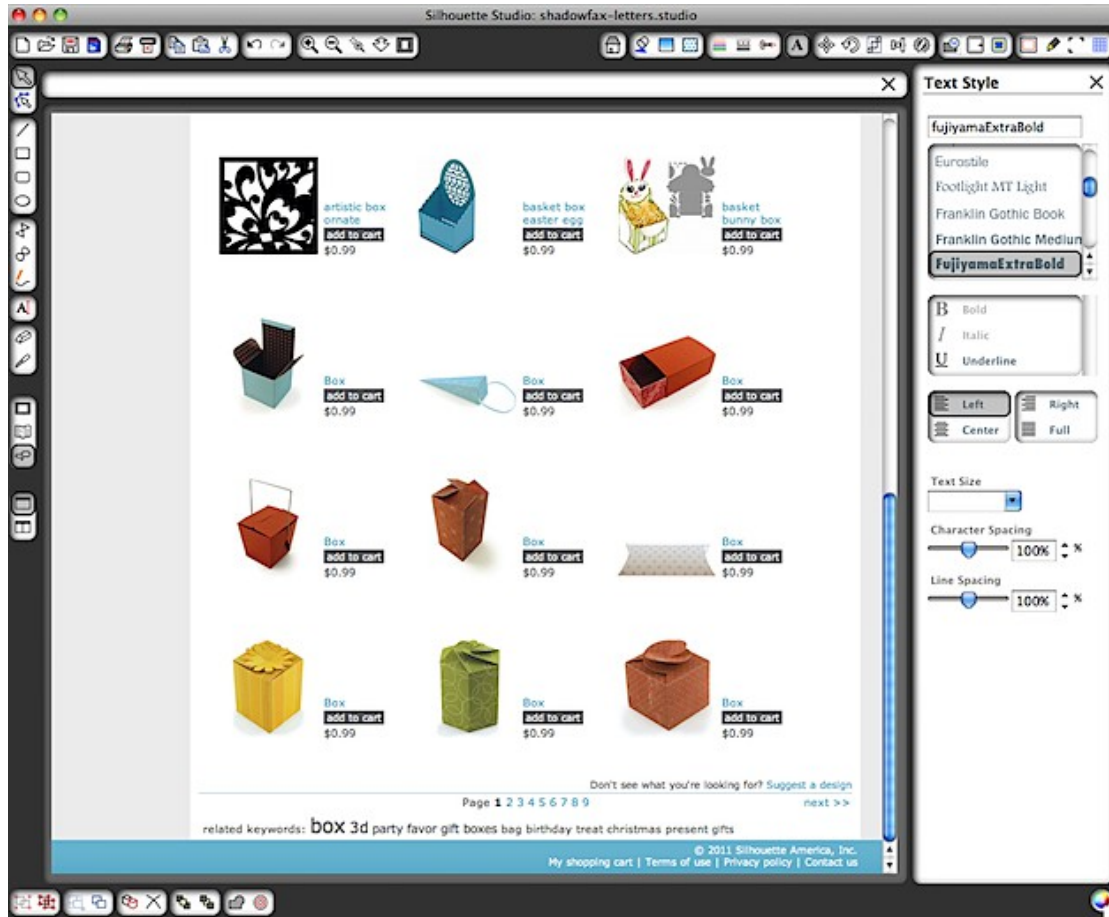 Silhouette Studio: shadowfax-letters.studio
Text Style
fujiyamaExtraBold
Eurostile
Footlight MT Light
Franklin Gothic Book
Franklin Gothic Medium
FujiyamaExtraBold
B Bold
I Italic
U Underline
Left
Right
Center
Full
Text Size
Character Spacing
100% %
Line Spacing
100% %
A
A
artistic box
ornate
add to cart
$0.99
basket box
easter egg
add to cart
$0.99
basket
bunny box
add to cart
$0.99
Box
add to cart
$0.99
Box
add to cart
$0.99
Box
add to cart
$0.99
Box
add to cart
$0.99
Box
add to cart
$0.99
Box
add to cart
$0.99
Box
add to cart
$0.99
Box
add to cart
$0.99
Box
add to cart
$0.99
Don't see what you're looking for? Suggest a design
Page 1 2 3 4 5 6 7 8 9
next >>
related keywords: box 3d party favor gift boxes bag birthday treat christmas present gifts
© 2011 Silhouette America, Inc.
My shopping cart | Terms of use | Privacy policy | Contact us